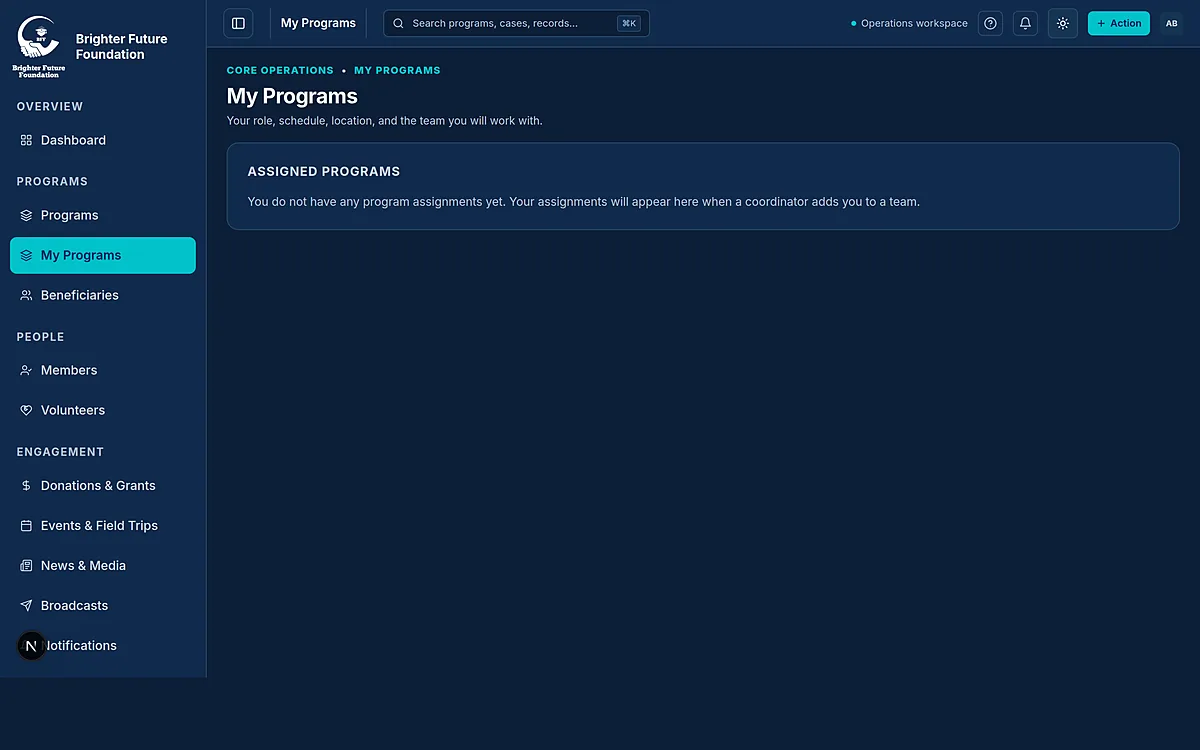 BFF
Brighter Future
Foundation
Brighter Future
Foundation
OVERVIEW
Dashboard
PROGRAMS
Programs
My Programs
Beneficiaries
PEOPLE
Members
Volunteers
ENGAGEMENT
Donations & Grants
Events & Field Trips
News & Media
Broadcasts
N
otifications
My Programs
Search programs, cases, records...
⌘K
Operations workspace
+ Action
AB
CORE OPERATIONS • MY PROGRAMS
My Programs
Your role, schedule, location, and the team you will work with.
ASSIGNED PROGRAMS
You do not have any program assignments yet. Your assignments will appear here when a coordinator adds you to a team.